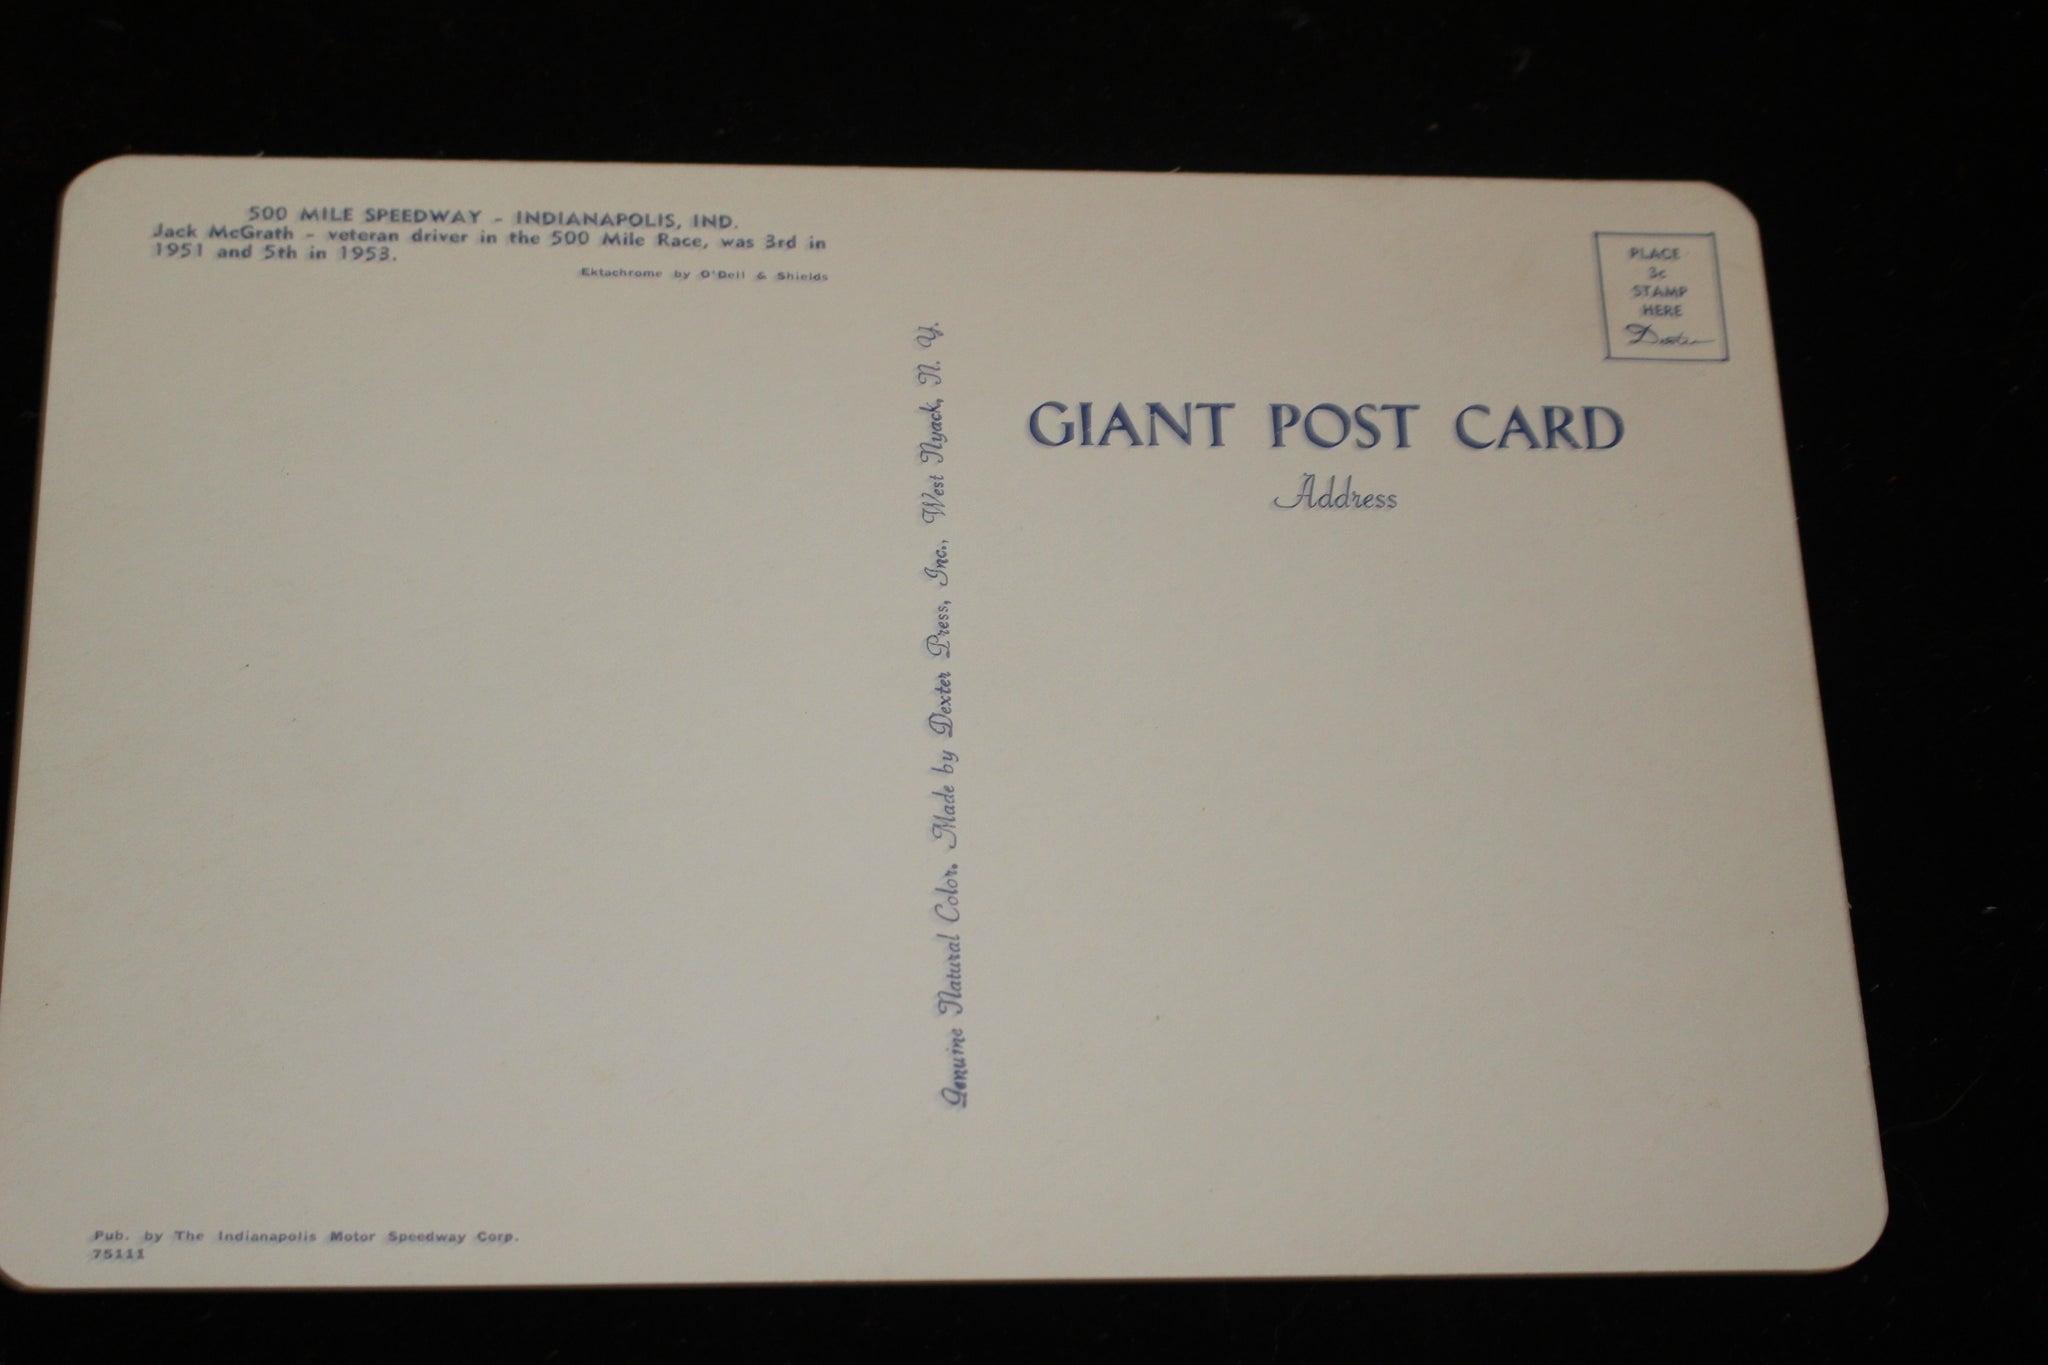 500 MILE SPEEDWAY - INDIANAPOLIS, IND.
Jack McGrath - veteran driver in the 500 Mile Race, was 3rd in
1951 and 5th in 1953.
Ektachrome by O'Dell & Shields
Genuine Natural Color. Made by Dexter Press, Inc., West Nyack, N. Y.
PLACE
3c
STAMP
HERE
Dexter
GIANT POST CARD
Address
Pub. by The Indianapolis Motor Speedway Corp.
75111